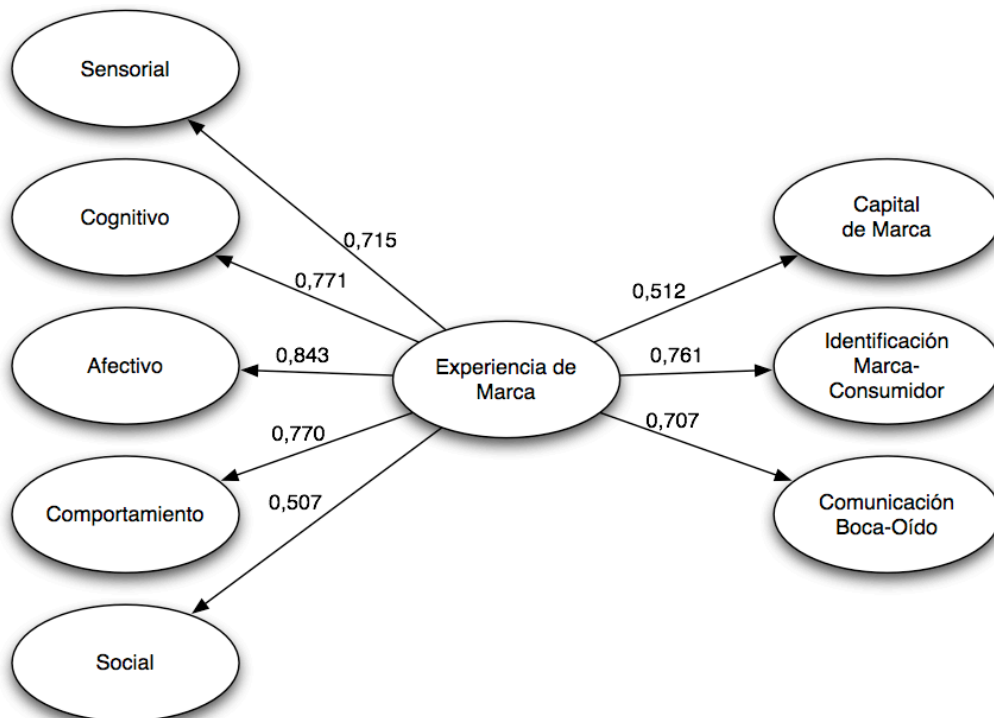 Sensorial
Cognitivo
Afectivo
Comportamiento
Social
0,715
0,771
0,843
0,770
0,507
Experiencia de
Marca
0,512
0,761
0,707
Capital
de Marca
Identificación
Marca-
Consumidor
Comunicación
Boca-Oído